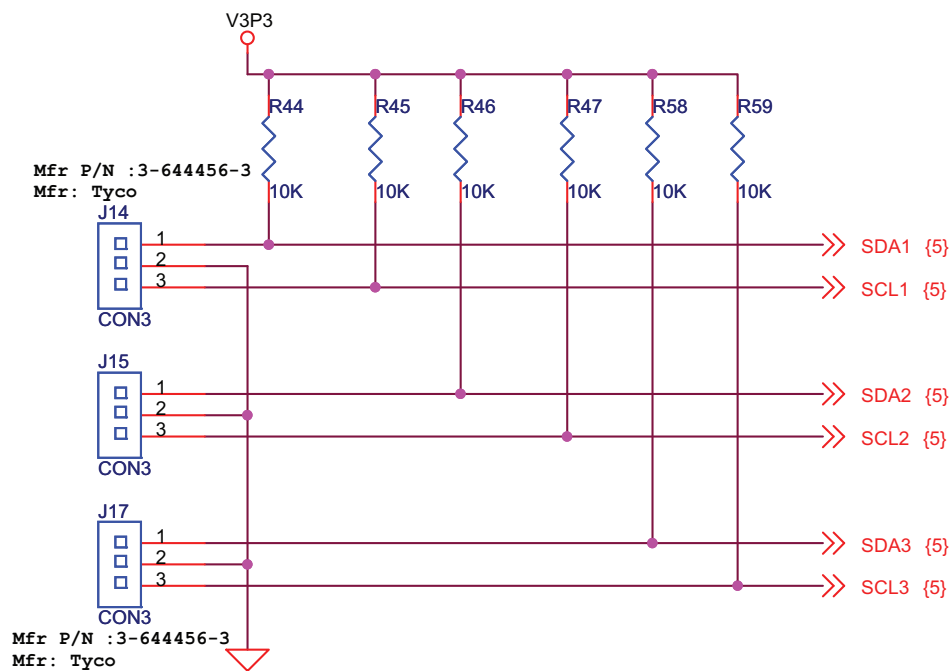 V3P3
R44 R45 R46 R47 R58 R59
10K 10K 10K 10K 10K 10K
Mfr P/N :3-644456-3
Mfr: Tyco
J14
1
2
3
CON3
SDA1 {5}
SCL1 {5}
J15
1
2
3
CON3
SDA2 {5}
SCL2 {5}
J17
1
2
3
CON3
SDA3 {5}
SCL3 {5}
Mfr P/N :3-644456-3
Mfr: Tyco